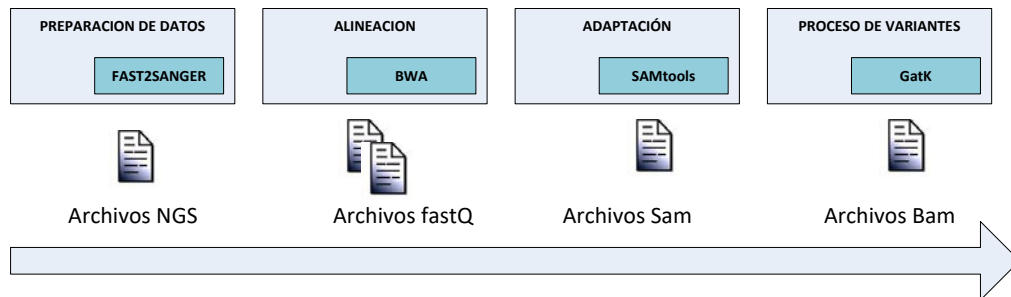 PREPARACION DE DATOS
FAST2SANGER
ALINEACION
BWA
ADAPTACIÓN
SAMtools
PROCESO DE VARIANTES
GatK
Archivos NGS
Archivos fastQ
Archivos Sam
Archivos Bam